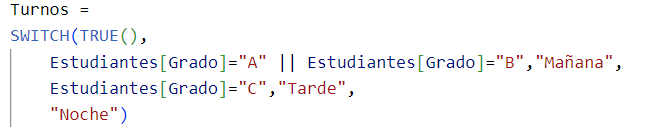 Turnos =
SWITCH(TRUE(),
Estudiantes[Grado]="A" || Estudiantes[Grado]="B","Mañana",
Estudiantes[Grado]="C","Tarde",
"Noche")